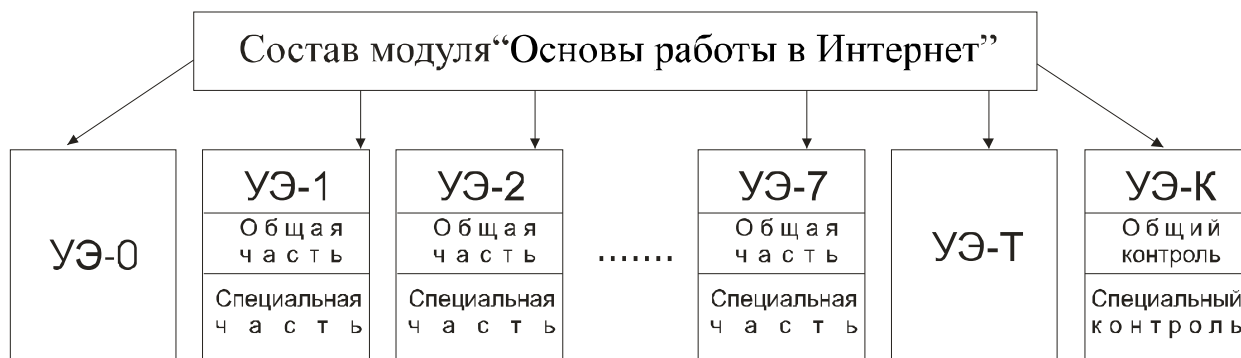 Состав модуля“Основы работы в Интернет”
УЭ-0
УЭ-1
Общая
часть
Специальная
часть
УЭ-2
Общая
часть
Специальная
часть
.......
УЭ-7
Общая
часть
Специальная
часть
УЭ-Т
УЭ-К
Общий
контроль
Специальный
контроль